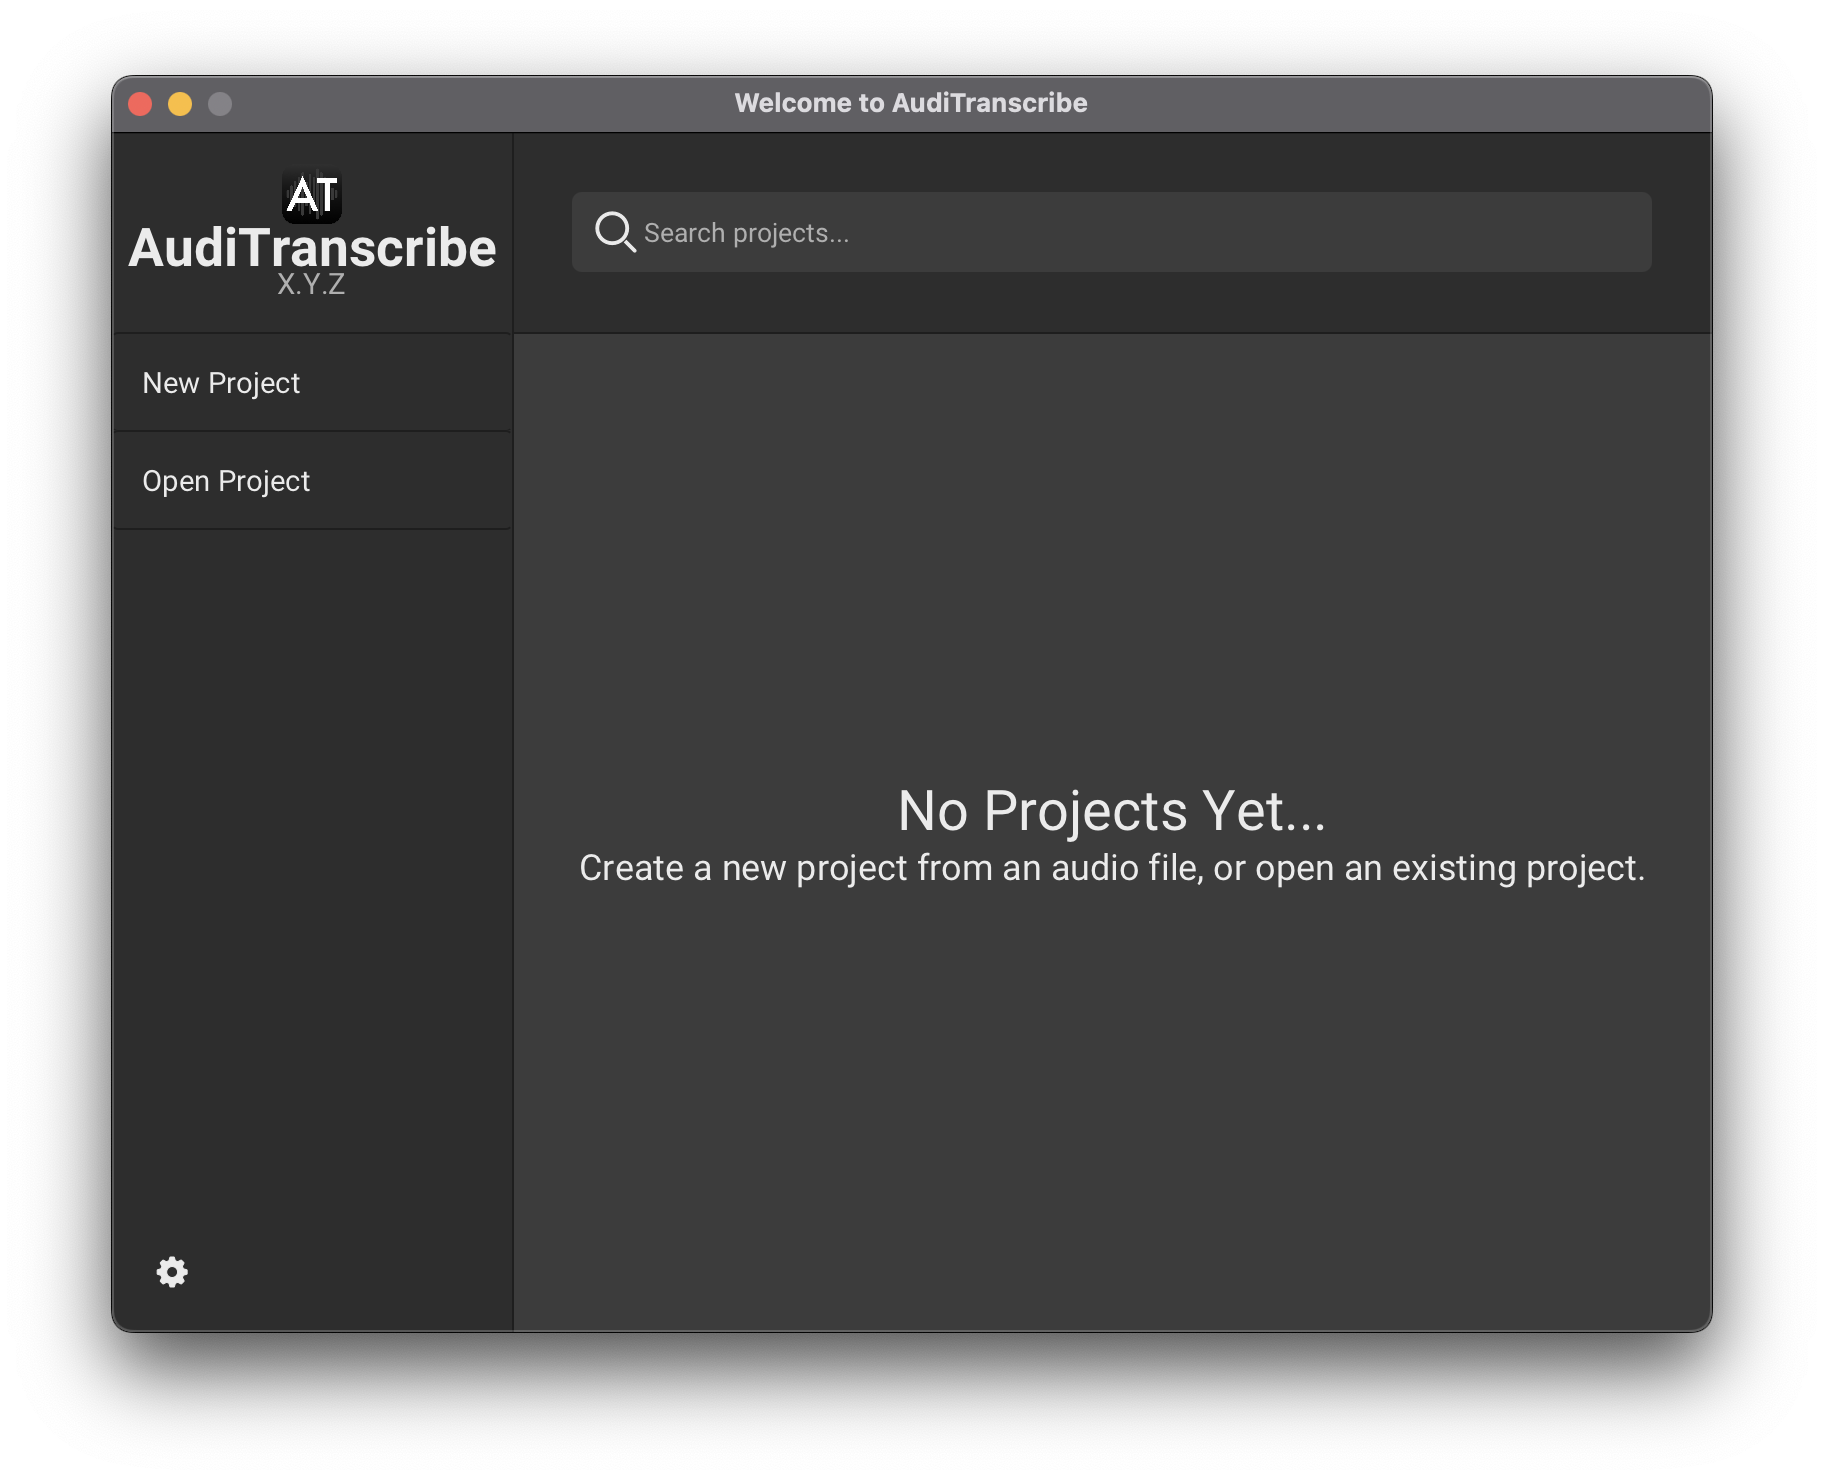 Welcome to AudiTranscribe
AT
AudiTranscribe
X.Y.Z
New Project
Open Project
Search projects...
No Projects Yet...
Create a new project from an audio file, or open an existing project.